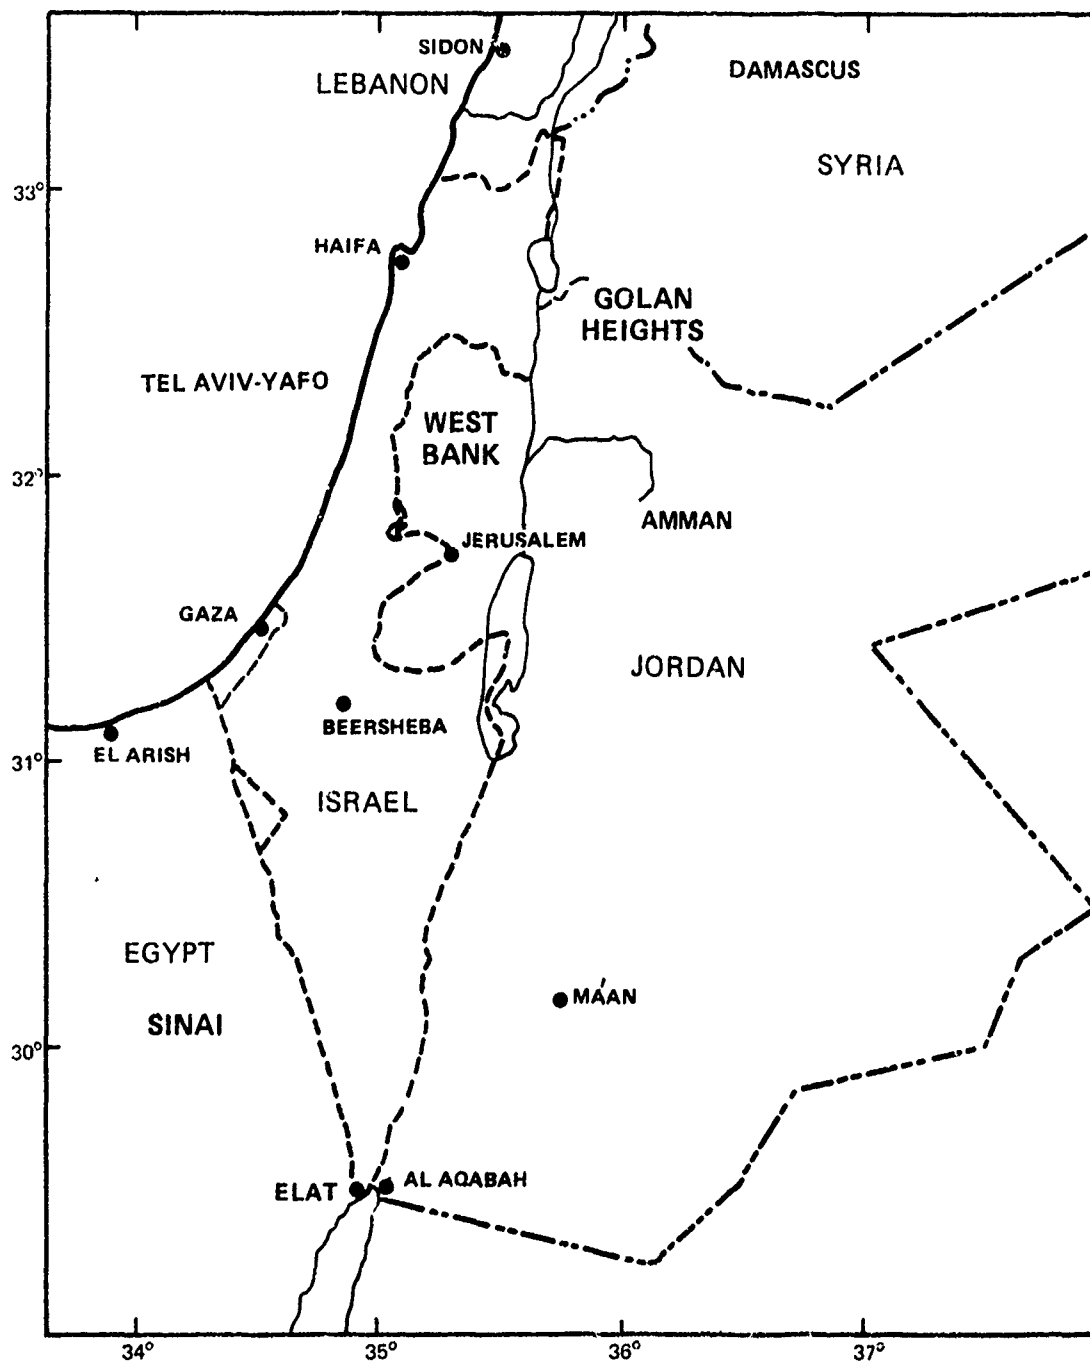 SIDON
LEBANON
DAMASCUS
SYRIA
33°
HAIFA
GOLAN
HEIGHTS
TEL AVIV-YAFO
WEST
BANK
32°
AMMAN
JERUSALEM
GAZA
JORDAN
BEERSHEBA
EL ARISH
31°
ISRAEL
EGYPT
MÁAN
SINAI
30°
AL AQABAH
ELAT
34°
35°
36°
37°